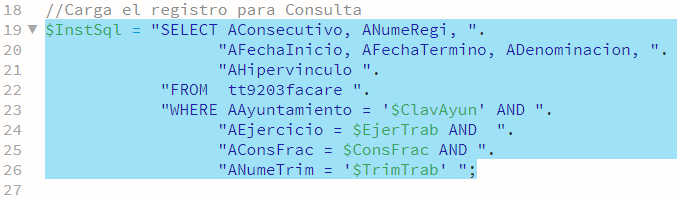 18 //Carga el registro para Consulta
19 ▼ $InstSql = "SELECT AConsecutivo, ANumeRegi, ".
20 "AFechaInicio, AFechaTermino, ADenominacion, ".
21 "AHipervinculo ".
22 "FROM  tt9203facare ".
23 "WHERE AAyuntamiento = '$ClavAyun' AND ".
24 "AEjercicio = $EjerTrab AND  ".
25 "AConsFrac = $ConsFrac AND ".
26 "ANumeTrim = '$TrimTrab' ";
27